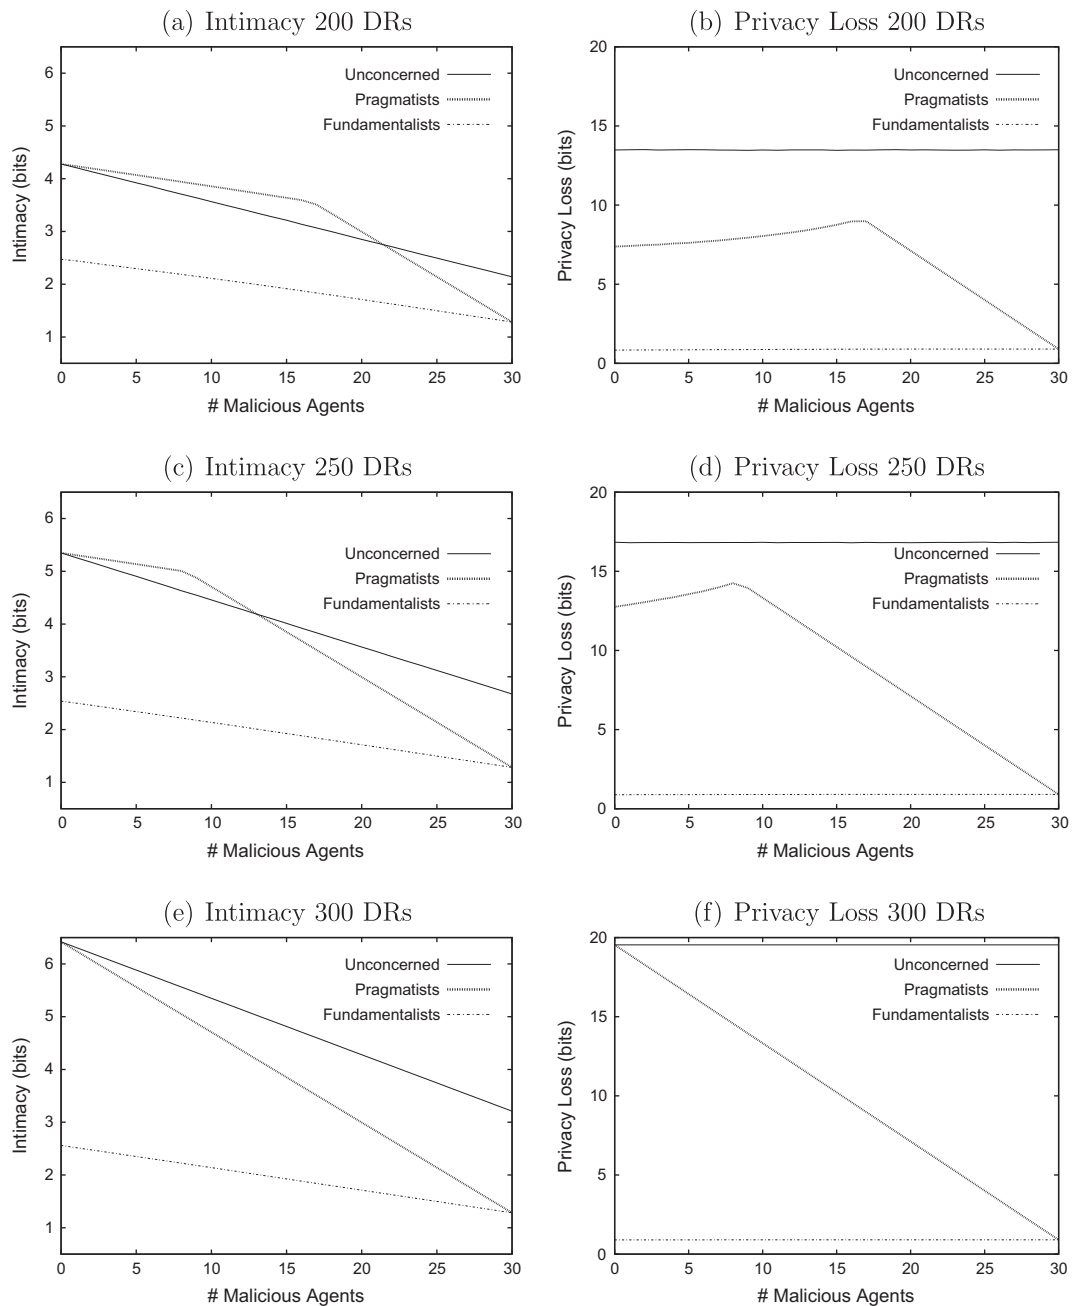 (a) Intimacy 200 DRs
6
5
4
3
2
1
0 5 10 15 20 25 30
Intimacy (bits)
# Malicious Agents
Unconcerned
Pragmatists
Fundamentalists
(b) Privacy Loss 200 DRs
20
15
10
5
0
0 5 10 15 20 25 30
Privacy Loss (bits)
# Malicious Agents
Unconcerned
Pragmatists
Fundamentalists
(c) Intimacy 250 DRs
6
5
4
3
2
1
0 5 10 15 20 25 30
Intimacy (bits)
# Malicious Agents
Unconcerned
Pragmatists
Fundamentalists
(d) Privacy Loss 250 DRs
20
15
10
5
0
0 5 10 15 20 25 30
Privacy Loss (bits)
# Malicious Agents
Unconcerned
Pragmatists
Fundamentalists
(e) Intimacy 300 DRs
6
5
4
3
2
1
0 5 10 15 20 25 30
Intimacy (bits)
# Malicious Agents
Unconcerned
Pragmatists
Fundamentalists
(f) Privacy Loss 300 DRs
20
15
10
5
0
0 5 10 15 20 25 30
Privacy Loss (bits)
# Malicious Agents
Unconcerned
Pragmatists
Fundamentalists